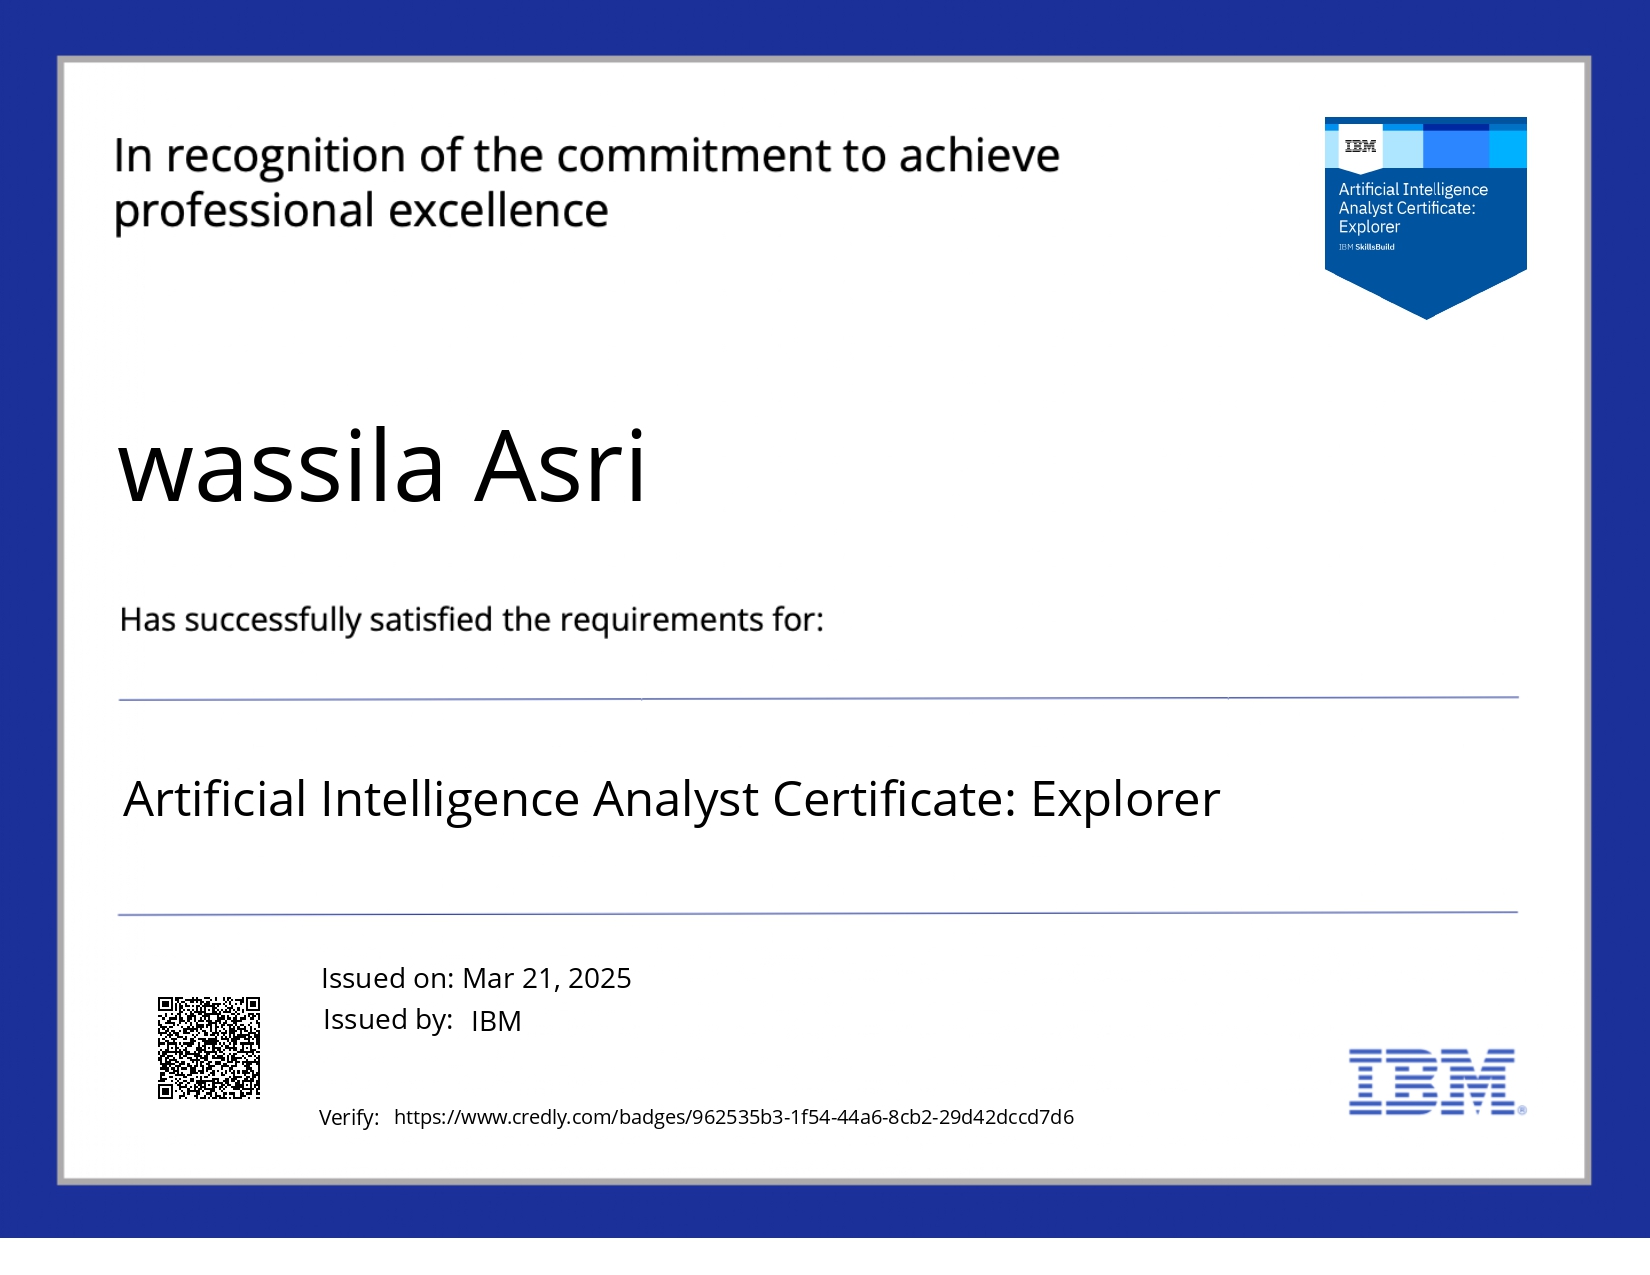 In recognition of the commitment to achieve
professional excellence
IBM
Artificial Intelligence
Analyst Certificate:
Explorer
IBM SkillsBuild
wassila Asri
Has successfully satisfied the requirements for:
Artificial Intelligence Analyst Certificate: Explorer
Issued on: Mar 21, 2025
Issued by: IBM
Verify: https://www.credly.com/badges/962535b3-1f54-44a6-8cb2-29d42dccd7d6
IBM®